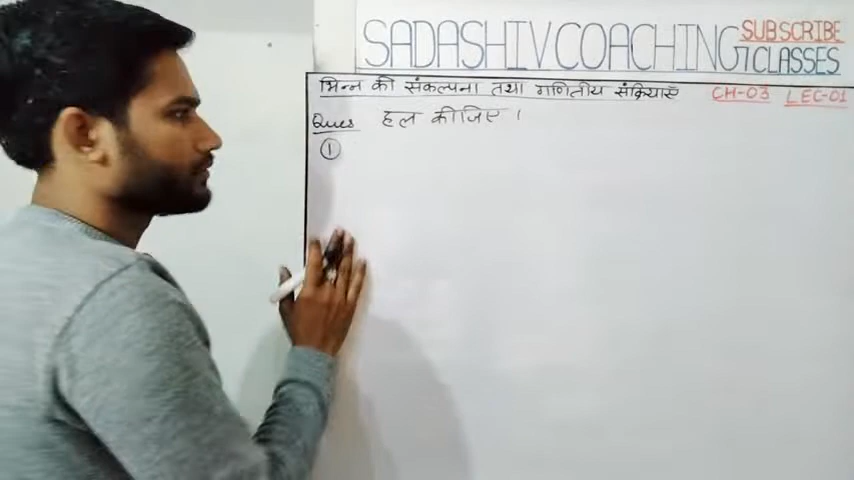 SADASHIV COACHING CLASSES
SUBSCRIBE
भिन्न की संकल्पना तथा गणितीय संक्रियाएँ CH-03 LEC-01
Ques हल कीजिए ।
①